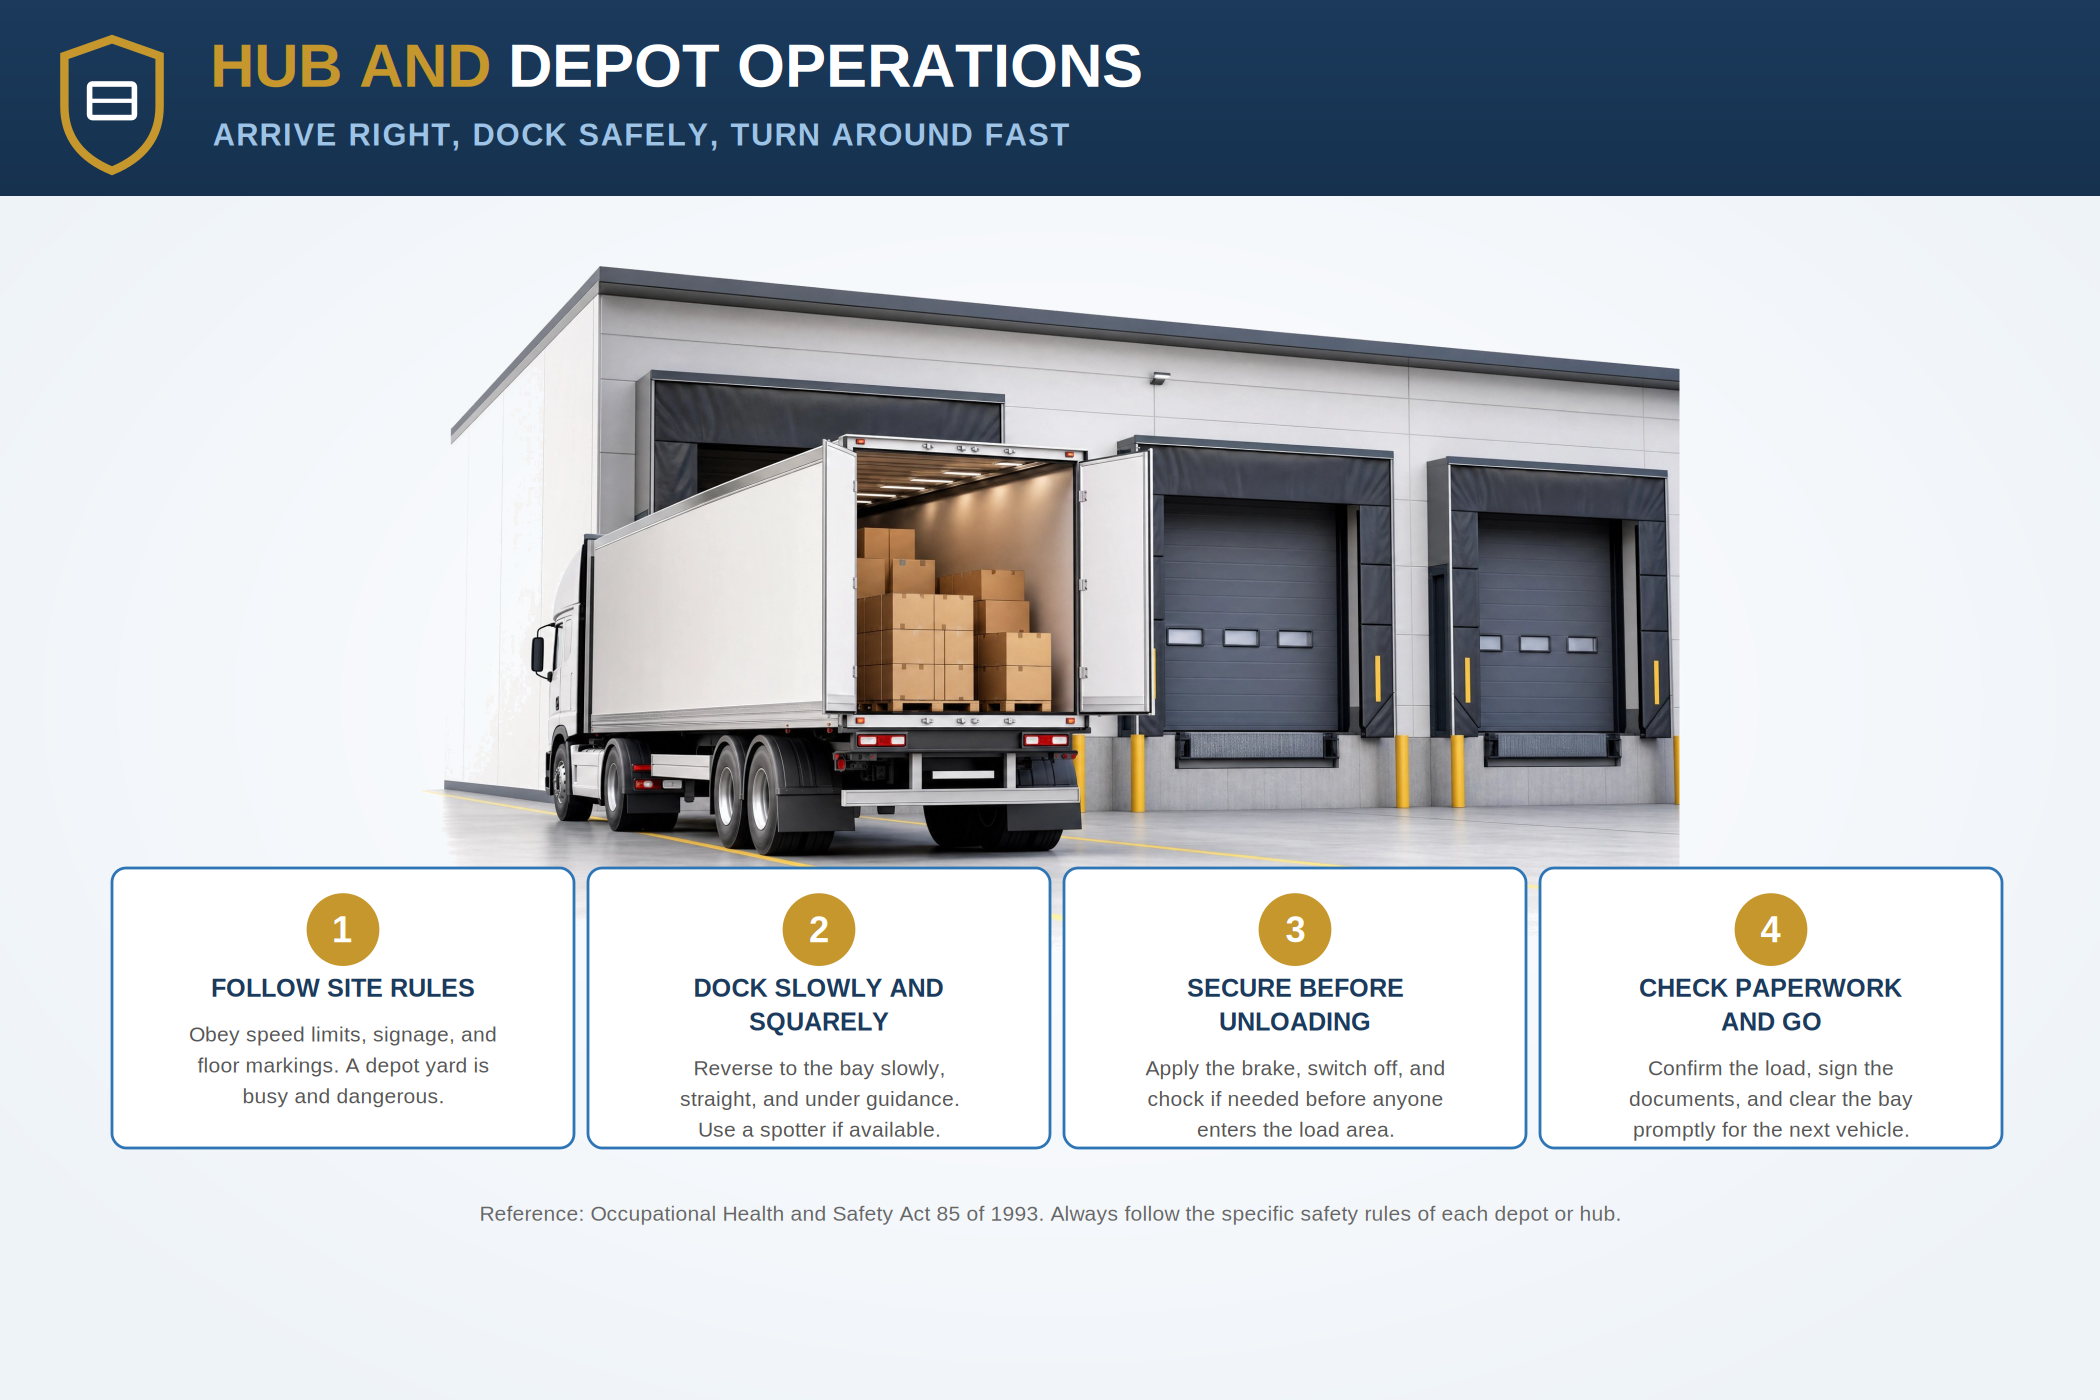 HUB AND DEPOT OPERATIONS
ARRIVE RIGHT, DOCK SAFELY, TURN AROUND FAST
1
FOLLOW SITE RULES
Obey speed limits, signage, and
floor markings. A depot yard is
busy and dangerous.
2
DOCK SLOWLY AND
SQUARELY
Reverse to the bay slowly,
straight, and under guidance.
Use a spotter if available.
3
SECURE BEFORE
UNLOADING
Apply the brake, switch off, and
chock if needed before anyone
enters the load area.
4
CHECK PAPERWORK
AND GO
Confirm the load, sign the
documents, and clear the bay
promptly for the next vehicle.
Reference: Occupational Health and Safety Act 85 of 1993. Always follow the specific safety rules of each depot or hub.